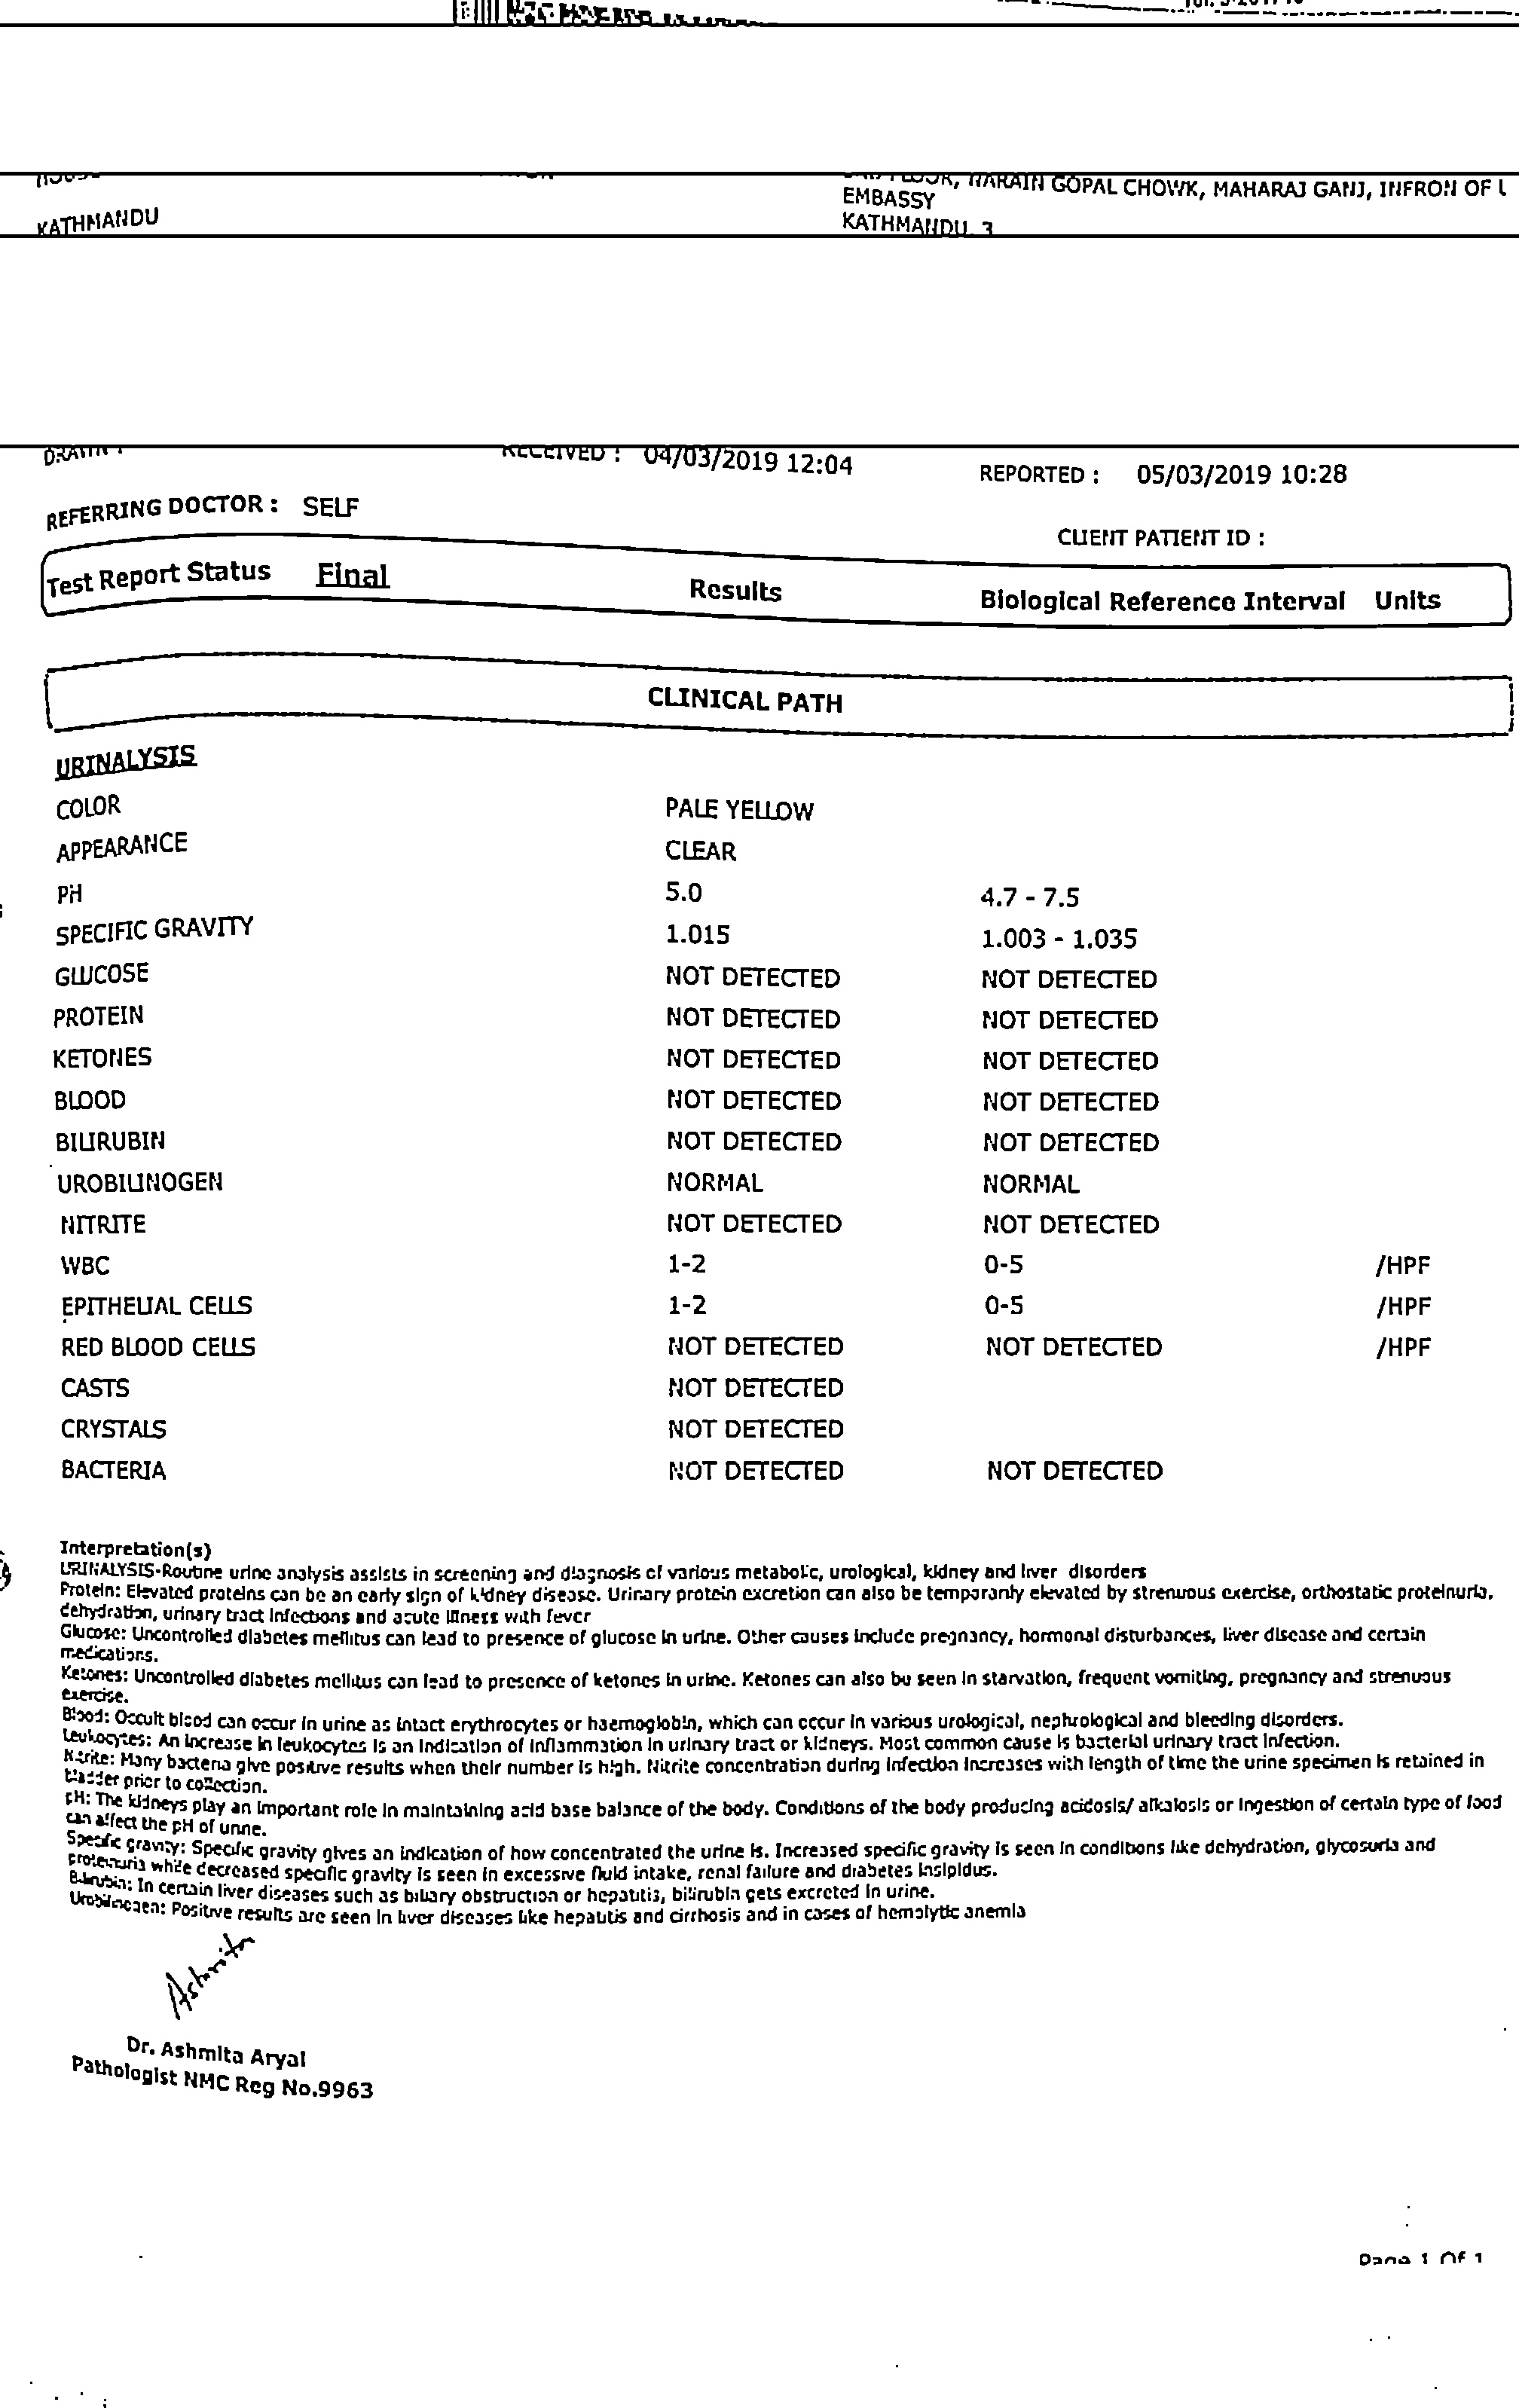 GOPAL CHOWK, MAHARAJ GANJ, INFRON OF
EMBASSY
KATHMANDU
KATHMANDU, 3
RECEIVED : 04/03/2019 12:04
REPORTED : 05/03/2019 10:28
REFERRING DOCTOR : SELF
CLIENT PATIENT ID :
Test Report Status Final Results Biological Reference Interval Units
CLINICAL PATH
URINALYSIS
COLOR PALE YELLOW
APPEARANCE CLEAR
PH 5.0 4.7 - 7.5
SPECIFIC GRAVITY 1.015 1.003 - 1.035
GLUCOSE NOT DETECTED NOT DETECTED
PROTEIN NOT DETECTED NOT DETECTED
KETONES NOT DETECTED NOT DETECTED
BLOOD NOT DETECTED NOT DETECTED
BILIRUBIN NOT DETECTED NOT DETECTED
UROBILINOGEN NORMAL NORMAL
NITRITE NOT DETECTED NOT DETECTED
WBC 1-2 0-5 /HPF
EPITHELIAL CELLS 1-2 0-5 /HPF
RED BLOOD CELLS NOT DETECTED NOT DETECTED /HPF
CASTS NOT DETECTED
CRYSTALS NOT DETECTED
BACTERIA NOT DETECTED NOT DETECTED
Interpretation(s)
URINALYSIS-Routine urine analysis assists in screening and diagnosis of various metabolic, urological, kidney and liver disorders
Protein: Elevated proteins can be an early sign of kidney disease. Urinary protein excretion can also be temporarily elevated by strenuous exercise, orthostatic proteinuria,
dehydration, urinary tract infections and acute illness with fever
Glucose: Uncontrolled diabetes mellitus can lead to presence of glucose in urine. Other causes include pregnancy, hormonal disturbances, liver disease and certain
medications.
Ketones: Uncontrolled diabetes mellitus can lead to presence of ketones in urine. Ketones can also be seen in starvation, frequent vomiting, pregnancy and strenuous
exercise.
Blood: Occult blood can occur in urine as intact erythrocytes or haemoglobin, which can occur in various urological, nephrological and bleeding disorders.
Leukocytes: An increase in leukocytes is an indication of inflammation in urinary tract or kidneys. Most common cause is bacterial urinary tract infection.
Nitrite: Many bacteria give positive results when their number is high. Nitrite concentration during infection increases with length of time the urine specimen is retained in
bladder prior to collection.
pH: The kidneys play an important role in maintaining acid base balance of the body. Conditions of the body producing acidosis/ alkalosis or ingestion of certain type of food
can affect the pH of urine.
Specific gravity: Specific gravity gives an indication of how concentrated the urine is. Increased specific gravity is seen in conditions like dehydration, glycosuria and
proteinuria while decreased specific gravity is seen in excessive fluid intake, renal failure and diabetes insipidus.
Bilirubin: In certain liver diseases such as biliary obstruction or hepatitis, bilirubin gets excreted in urine.
Urobilinogen: Positive results are seen in liver diseases like hepatitis and cirrhosis and in cases of hemolytic anemia
Ashmita
Dr. Ashmita Aryal
Pathologist NMC Reg No.9963
Page 1 Of 1